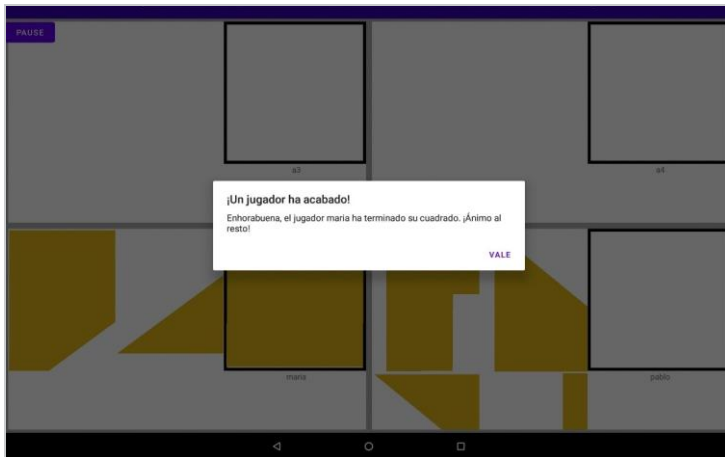 PAUSE
a3
a4
¡Un jugador ha acabado!
Enhorabuena, el jugador maria ha terminado su cuadrado. ¡Ánimo al
resto!
VALE
maria
pablo